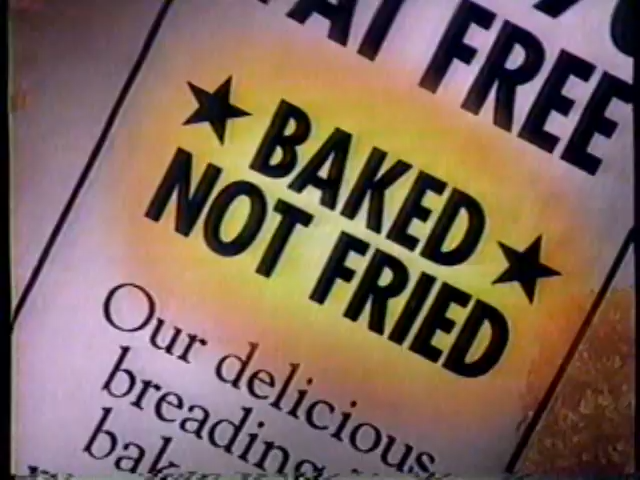 FAT FREE
★ BAKED ★
NOT FRIED
Our delicious
breading